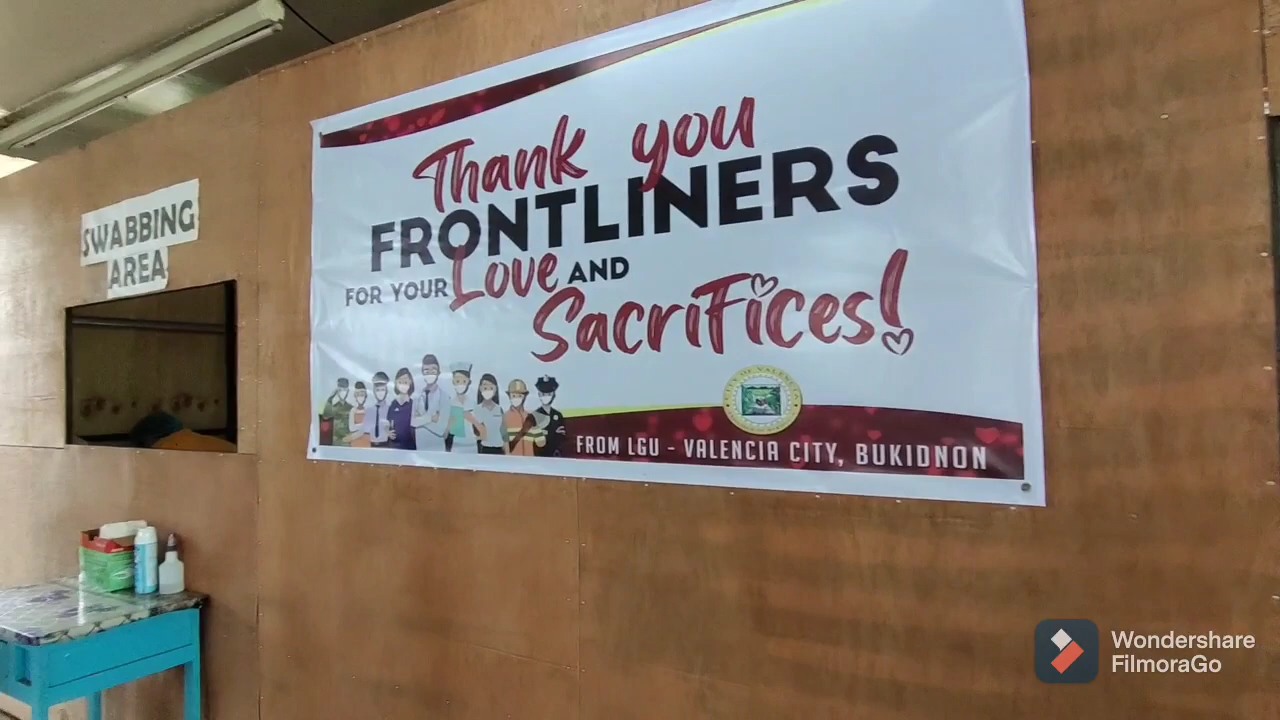 SWABBING
AREA
Thank you
FRONTLINERS
FOR YOUR Love AND
SacriFices!
FROM LGU - VALENCIA CITY, BUKIDNON
Wondershare
FilmoraGo